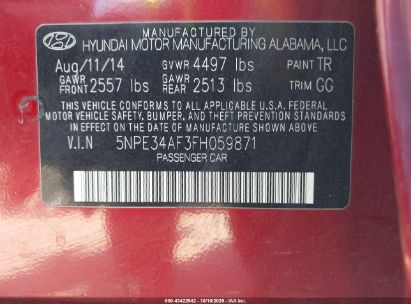 MANUFACTURED BY
HYUNDAI MOTOR MANUFACTURING ALABAMA, LLC
Aug/11/14 GVWR 4497 lbs PAINT TR
GAWR FRONT 2557 lbs GAWR REAR 2513 lbs TRIM GG
THIS VEHICLE CONFORMS TO ALL APPLICABLE U.S.A. FEDERAL
MOTOR VEHICLE SAFETY, BUMPER, AND THEFT PREVENTION STANDARDS
IN EFFECT ON THE DATE OF MANUFACTURE SHOWN ABOVE.
V.I.N 5NPE34AF3FH059871
PASSENGER CAR